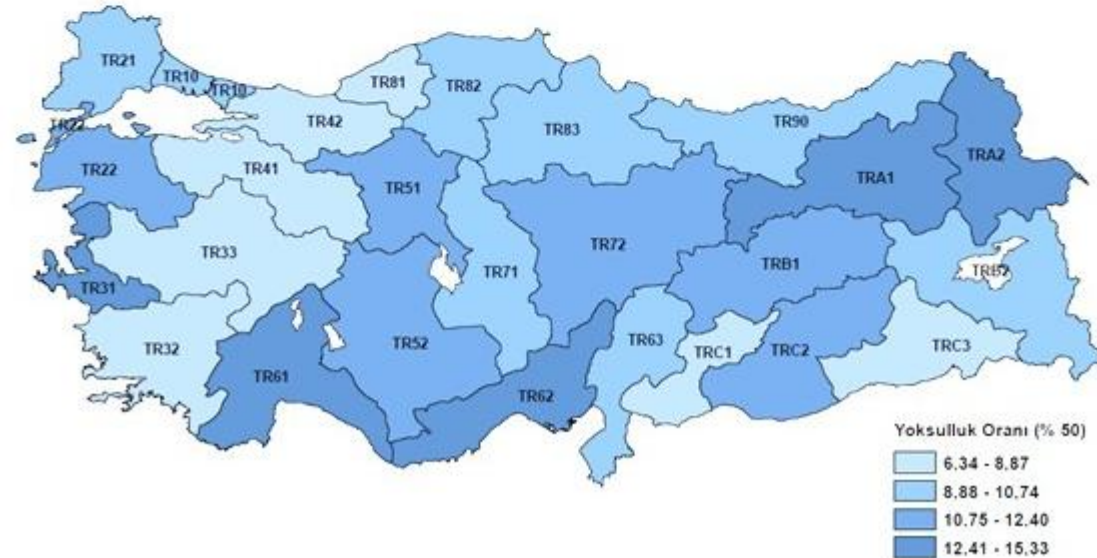 TR21
TR10
TR10
TR81
TR82
TR42
TR83
TR90
TR22
TR22
TR41
TR51
TRA1
TRA2
TR33
TR72
TRB1
TRB2
TR71
TR31
TR32
TR52
TR63
TRC1
TRC2
TRC3
TR61
TR62
Yoksulluk Oranı (% 50)
6,34 - 8,87
8,88 - 10,74
10,75 - 12,40
12,41 - 15,33